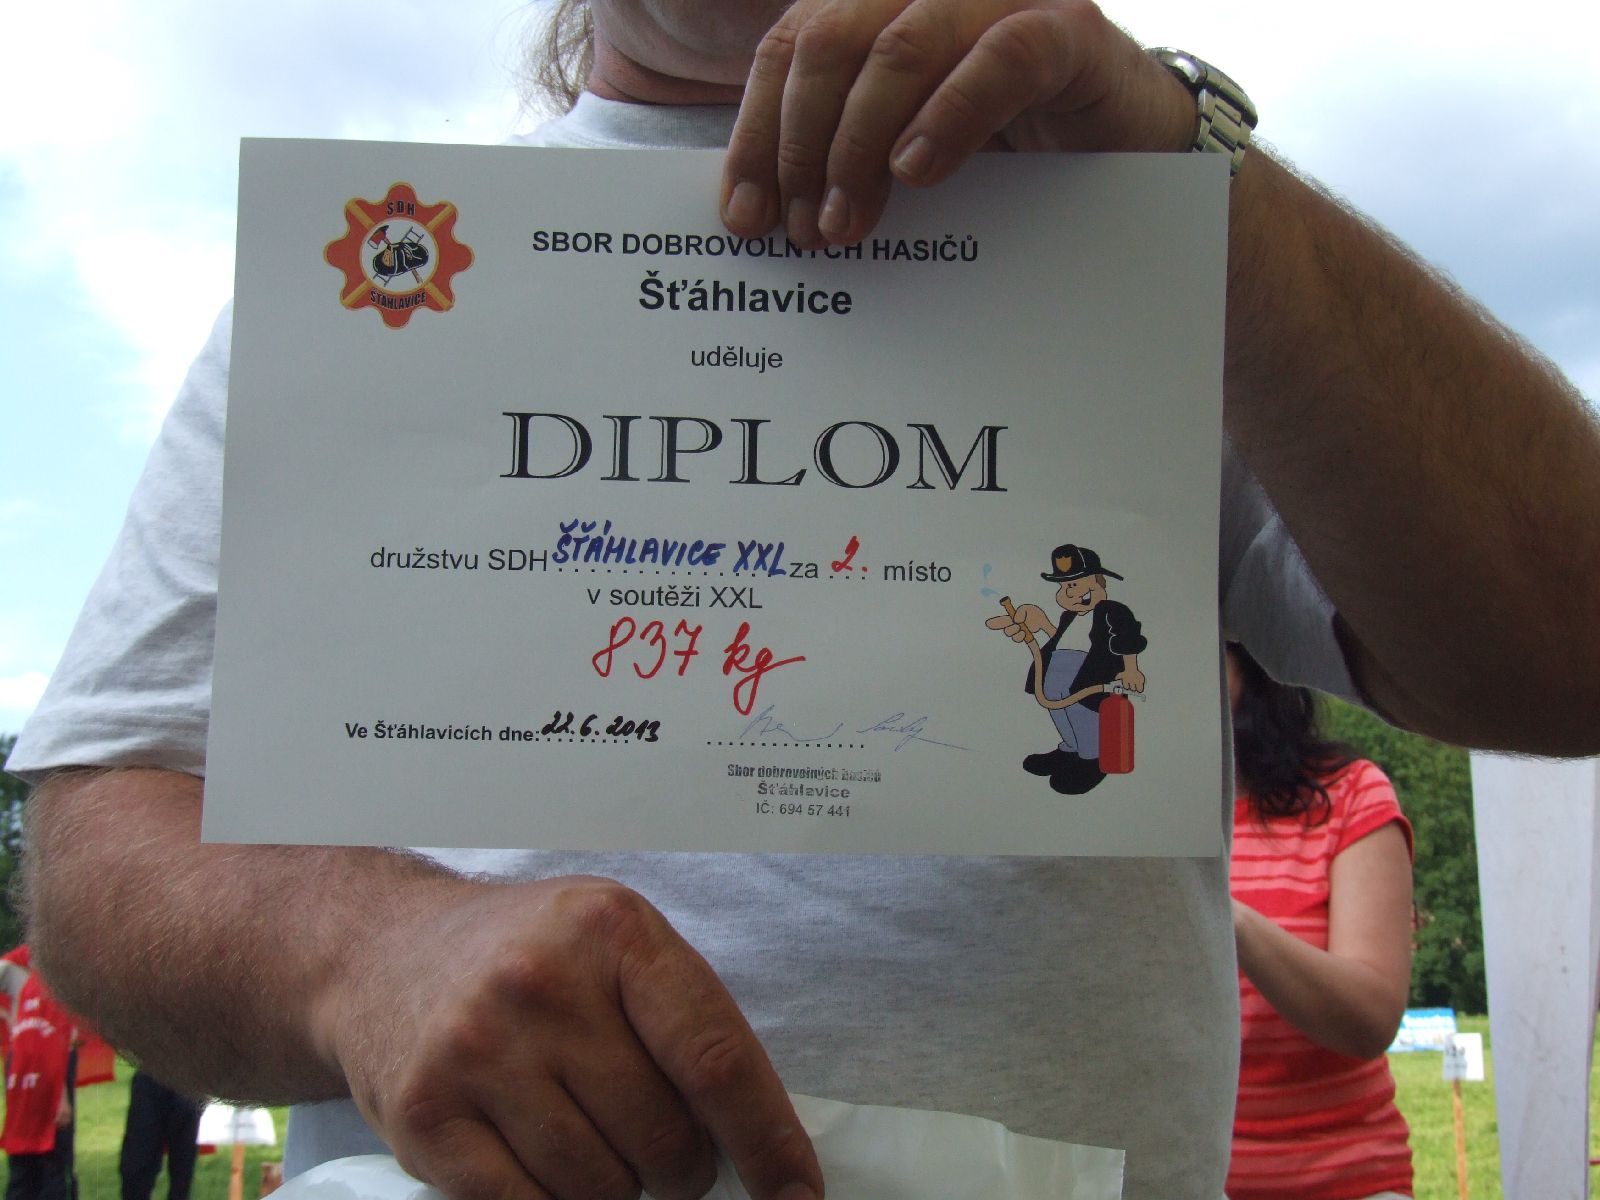 SDH
ŠŤÁHLAVICE
SBOR DOBROVOLNÝCH HASIČŮ
Šťáhlavice
uděluje
DIPLOM
družstvu SDH ŠŤÁHLAVICE XXL za 2. místo
v soutěži XXL
837 kg
Ve Šťáhlavicích dne: 22.6.2013
Sbor dobrovolných hasičů
Šťáhlavice
IČ: 694 57 441